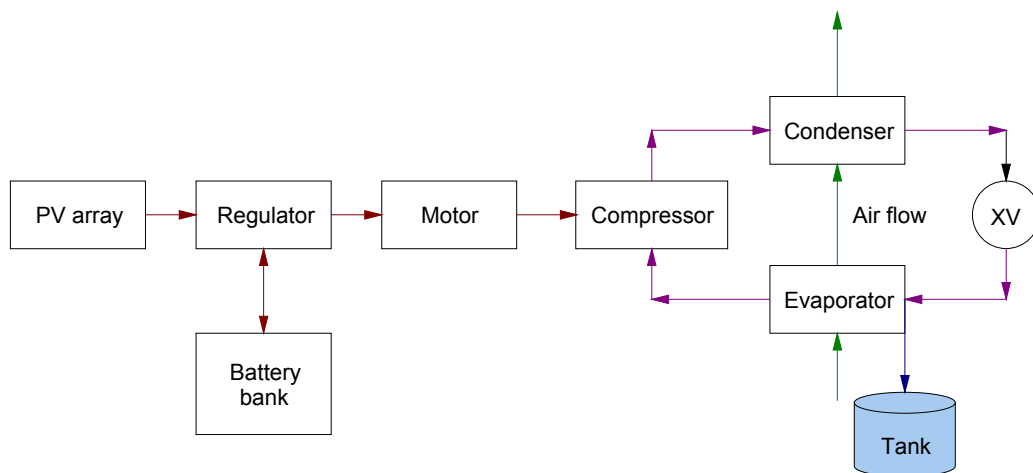 Condenser
PV array
Regulator
Motor
Compressor
Air flow
XV
Evaporator
Battery
bank
Tank